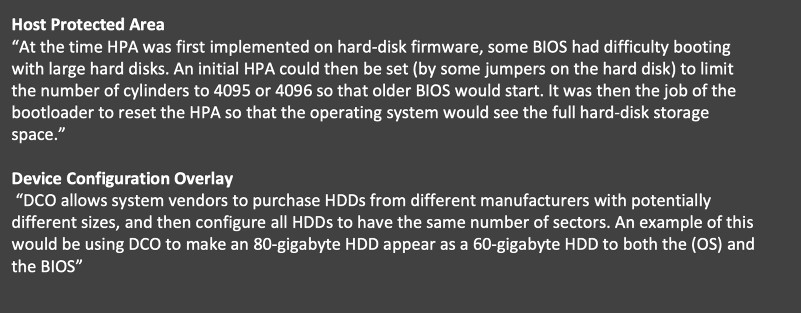 Host Protected Area
“At the time HPA was first implemented on hard-disk firmware, some BIOS had difficulty booting
with large hard disks. An initial HPA could then be set (by some jumpers on the hard disk) to limit
the number of cylinders to 4095 or 4096 so that older BIOS would start. It was then the job of the
bootloader to reset the HPA so that the operating system would see the full hard-disk storage
space.”
Device Configuration Overlay
“DCO allows system vendors to purchase HDDs from different manufacturers with potentially
different sizes, and then configure all HDDs to have the same number of sectors. An example of this
would be using DCO to make an 80-gigabyte HDD appear as a 60-gigabyte HDD to both the (OS) and
the BIOS”